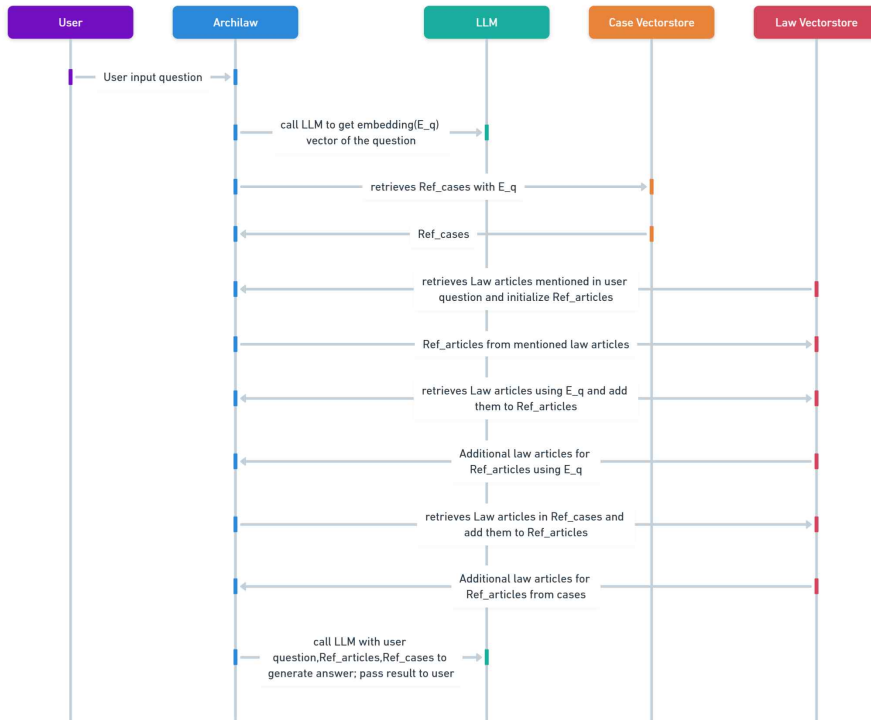 User
Archilaw
LLM
Case Vectorstore
Law Vectorstore
User input question
call LLM to get embedding(E_q)
vector of the question
retrieves Ref_cases with E_q
Ref_cases
retrieves Law articles mentioned in user
question and initialize Ref_articles
Ref_articles from mentioned law articles
retrieves Law articles using E_q and add
them to Ref_articles
Additional law articles for
Ref_articles using E_q
retrieves Law articles in Ref_cases and
add them to Ref_articles
Additional law articles for
Ref_articles from cases
call LLM with user
question,Ref_articles,Ref_cases to
generate answer; pass result to user